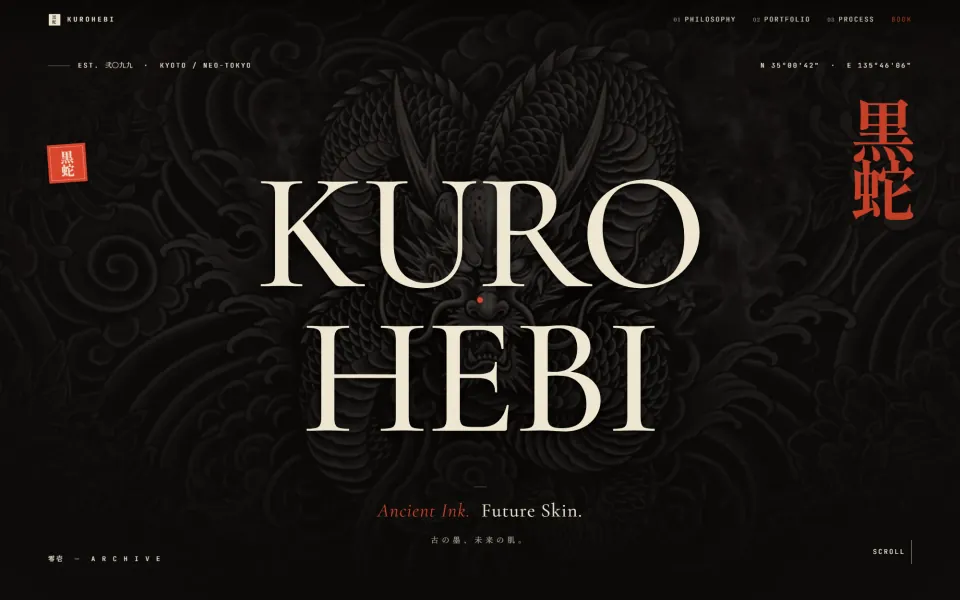 黒蛇 KUROHEBI
01 PHILOSOPHY 02 PORTFOLIO 03 PROCESS BOOK
EST. 弐〇九九 · KYOTO / NEO-TOKYO
N 35°00'42" · E 135°46'06"
黒蛇
黒蛇
KURO
HEBI
Ancient Ink. Future Skin.
古の墨、未来の肌。
零壱 — ARCHIVE
SCROLL